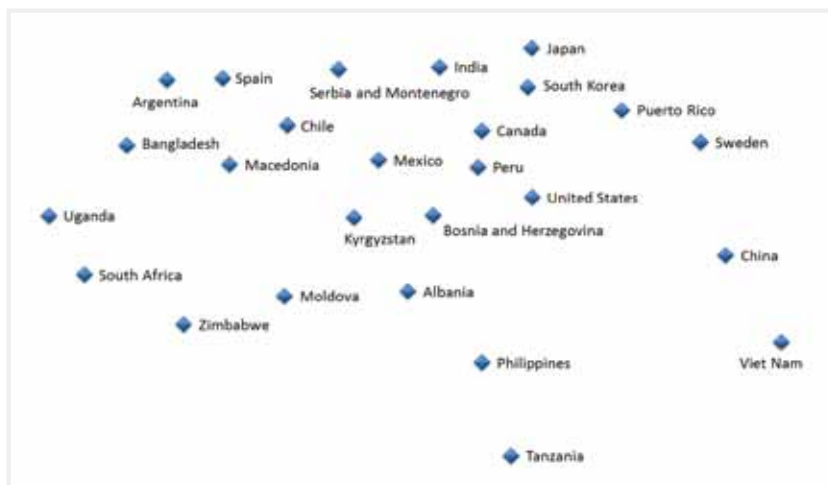 Japan
India
Spain
Argentina
Serbia and Montenegro
South Korea
Puerto Rico
Chile
Canada
Bangladesh
Sweden
Macedonia
Mexico
Peru
United States
Uganda
Kyrgyzstan
Bosnia and Herzegovina
China
South Africa
Moldova
Albania
Zimbabwe
Philippines
Viet Nam
Tanzania